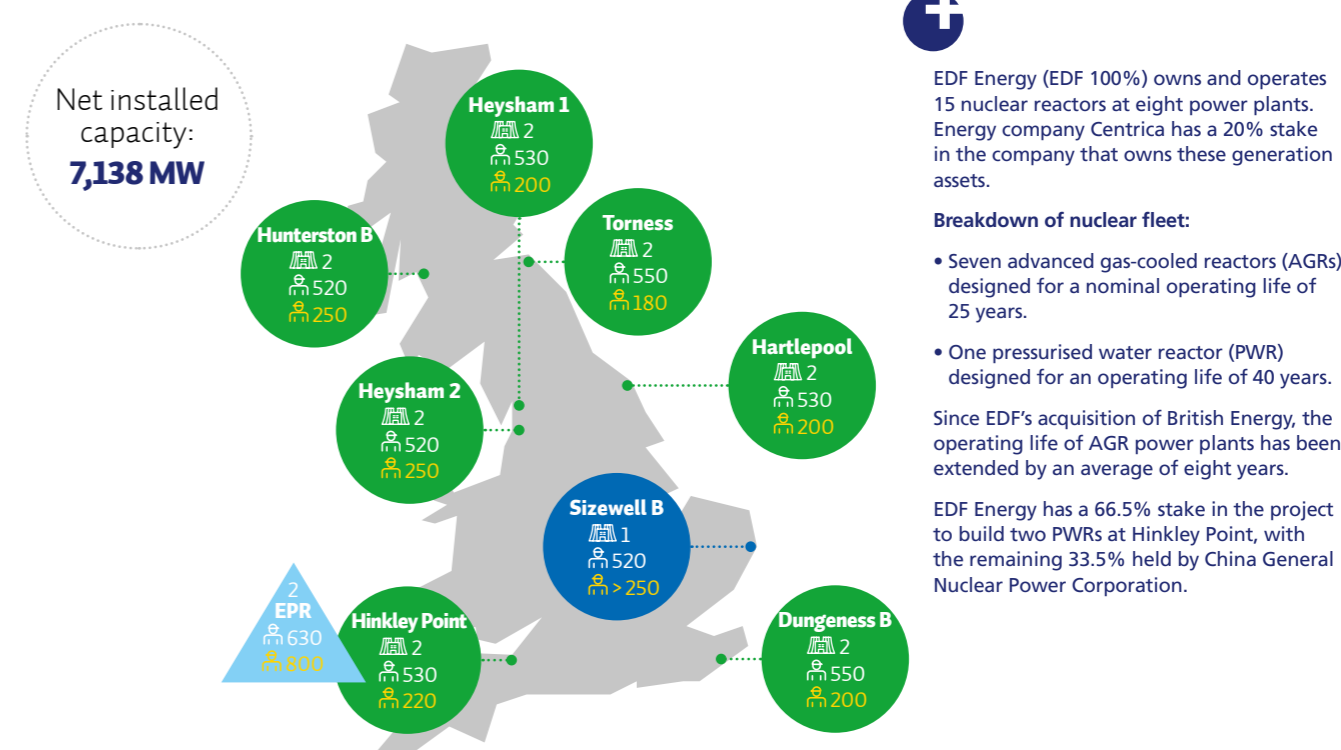 Net installed
capacity:
7,138 MW
Heysham 1
2
530
200
Hunterston B
2
520
250
Torness
2
550
180
Hartlepool
2
530
200
Heysham 2
2
520
250
Sizewell B
1
520
> 250
2
EPR
630
800
Hinkley Point
2
530
220
Dungeness B
2
550
200
+
EDF Energy (EDF 100%) owns and operates
15 nuclear reactors at eight power plants.
Energy company Centrica has a 20% stake
in the company that owns these generation
assets.
Breakdown of nuclear fleet:
• Seven advanced gas-cooled reactors (AGRs)
designed for a nominal operating life of
25 years.
• One pressurised water reactor (PWR)
designed for an operating life of 40 years.
Since EDF’s acquisition of British Energy, the
operating life of AGR power plants has been
extended by an average of eight years.
EDF Energy has a 66.5% stake in the project
to build two PWRs at Hinkley Point, with
the remaining 33.5% held by China General
Nuclear Power Corporation.